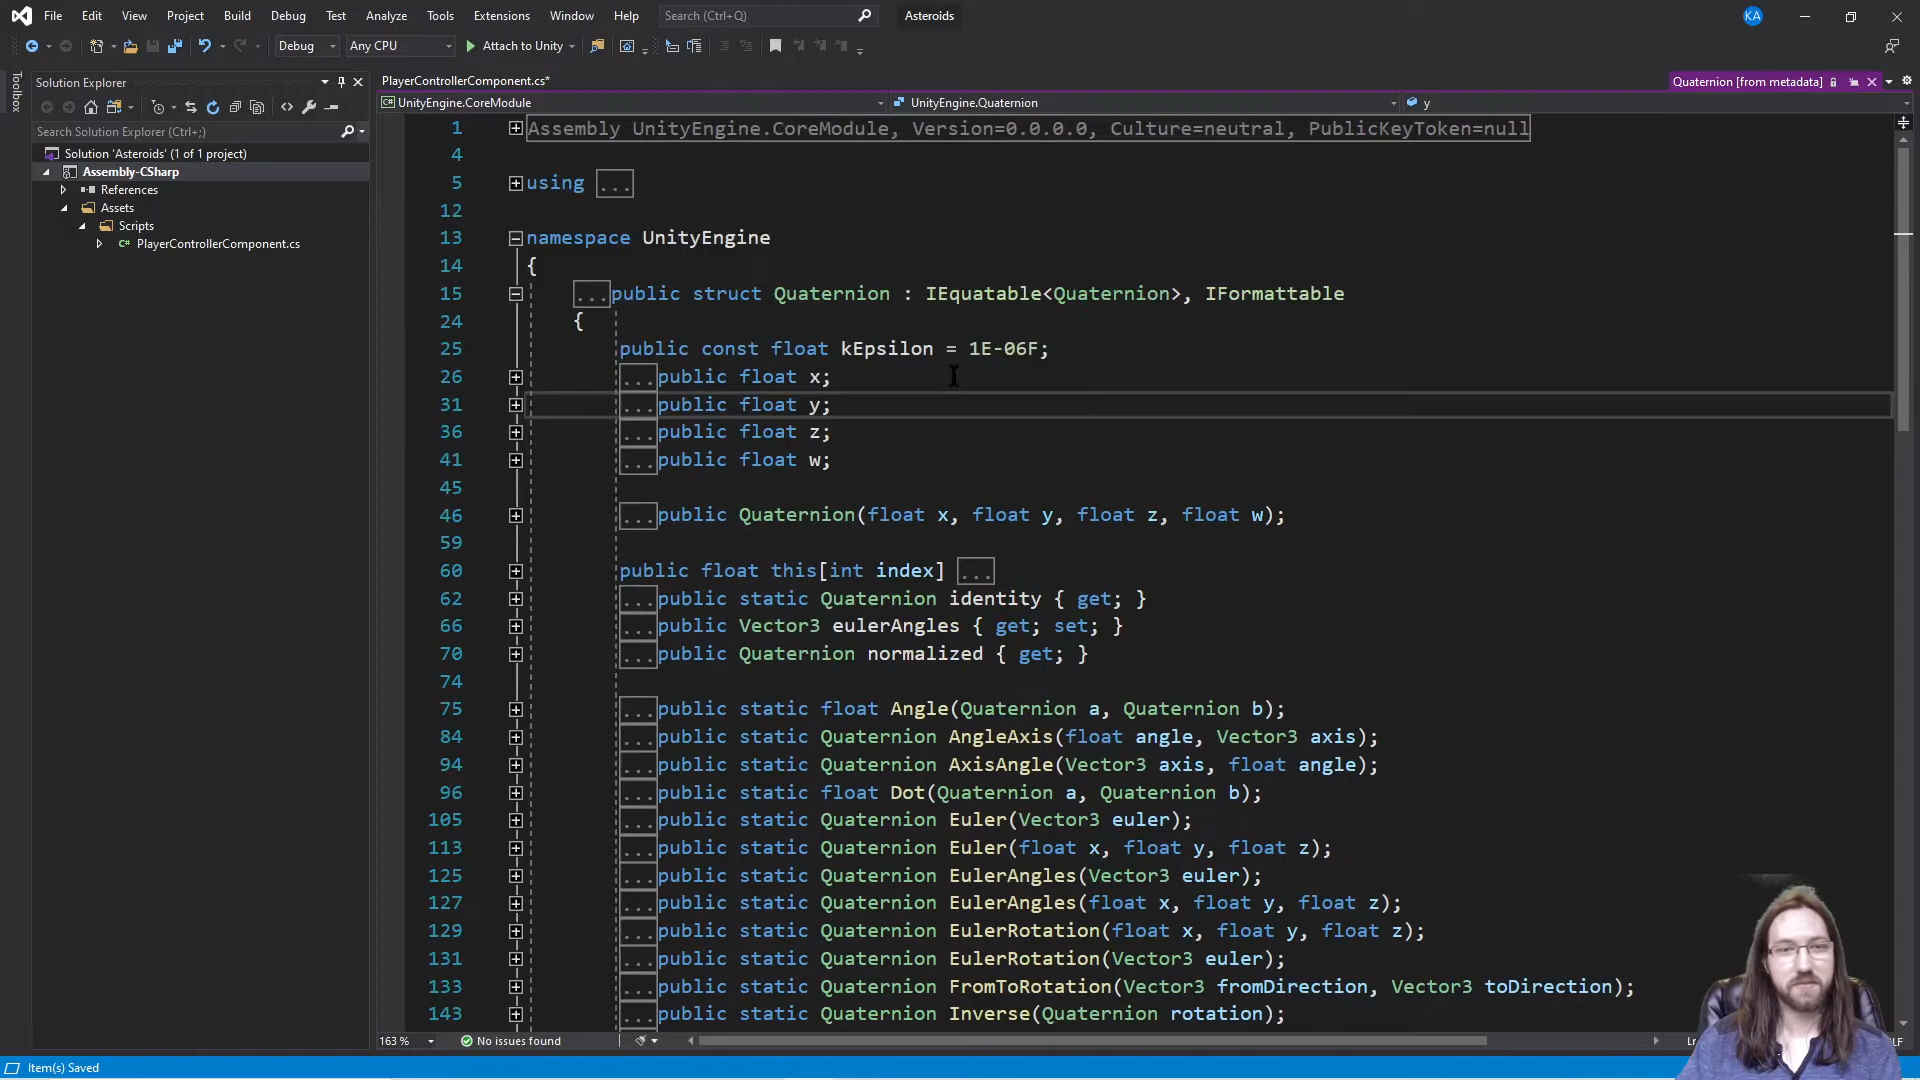 File Edit View Project Build Debug Test Analyze Tools Extensions Window Help Search (Ctrl+Q) Asteroids KA
Debug Any CPU Attach to Unity
Toolbox
Solution Explorer
Search Solution Explorer (Ctrl+;)
Solution 'Asteroids' (1 of 1 project)
Assembly-CSharp
References
Assets
Scripts
C# PlayerControllerComponent.cs
PlayerControllerComponent.cs*
Quaternion [from metadata]
UnityEngine.CoreModule UnityEngine.Quaternion y
1 Assembly UnityEngine.CoreModule, Version=0.0.0.0, Culture=neutral, PublicKeyToken=null
4
5 using ...
12
13 namespace UnityEngine
14 {
15 ...public struct Quaternion : IEquatable<Quaternion>, IFormattable
24 {
25 public const float kEpsilon = 1E-06F;
26 ...public float x;
31 ...public float y;
36 ...public float z;
41 ...public float w;
45
46 ...public Quaternion(float x, float y, float z, float w);
59
60 public float this[int index] ...
62 ...public static Quaternion identity { get; }
66 ...public Vector3 eulerAngles { get; set; }
70 ...public Quaternion normalized { get; }
74
75 ...public static float Angle(Quaternion a, Quaternion b);
84 ...public static Quaternion AngleAxis(float angle, Vector3 axis);
94 ...public static Quaternion AxisAngle(Vector3 axis, float angle);
96 ...public static float Dot(Quaternion a, Quaternion b);
105 ...public static Quaternion Euler(Vector3 euler);
113 ...public static Quaternion Euler(float x, float y, float z);
125 ...public static Quaternion EulerAngles(Vector3 euler);
127 ...public static Quaternion EulerAngles(float x, float y, float z);
129 ...public static Quaternion EulerRotation(float x, float y, float z);
131 ...public static Quaternion EulerRotation(Vector3 euler);
133 ...public static Quaternion FromToRotation(Vector3 fromDirection, Vector3 toDirection);
143 ...public static Quaternion Inverse(Quaternion rotation);
163 % No issues found
Item(s) Saved